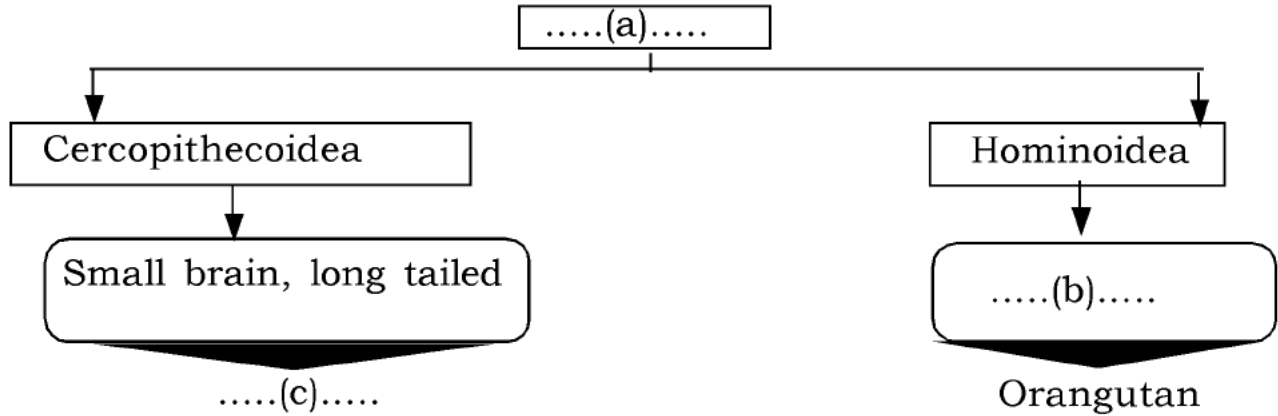 .....(a).....
Cercopithecoidea
Hominoidea
Small brain, long tailed
.....(b).....
.....(c).....
Orangutan